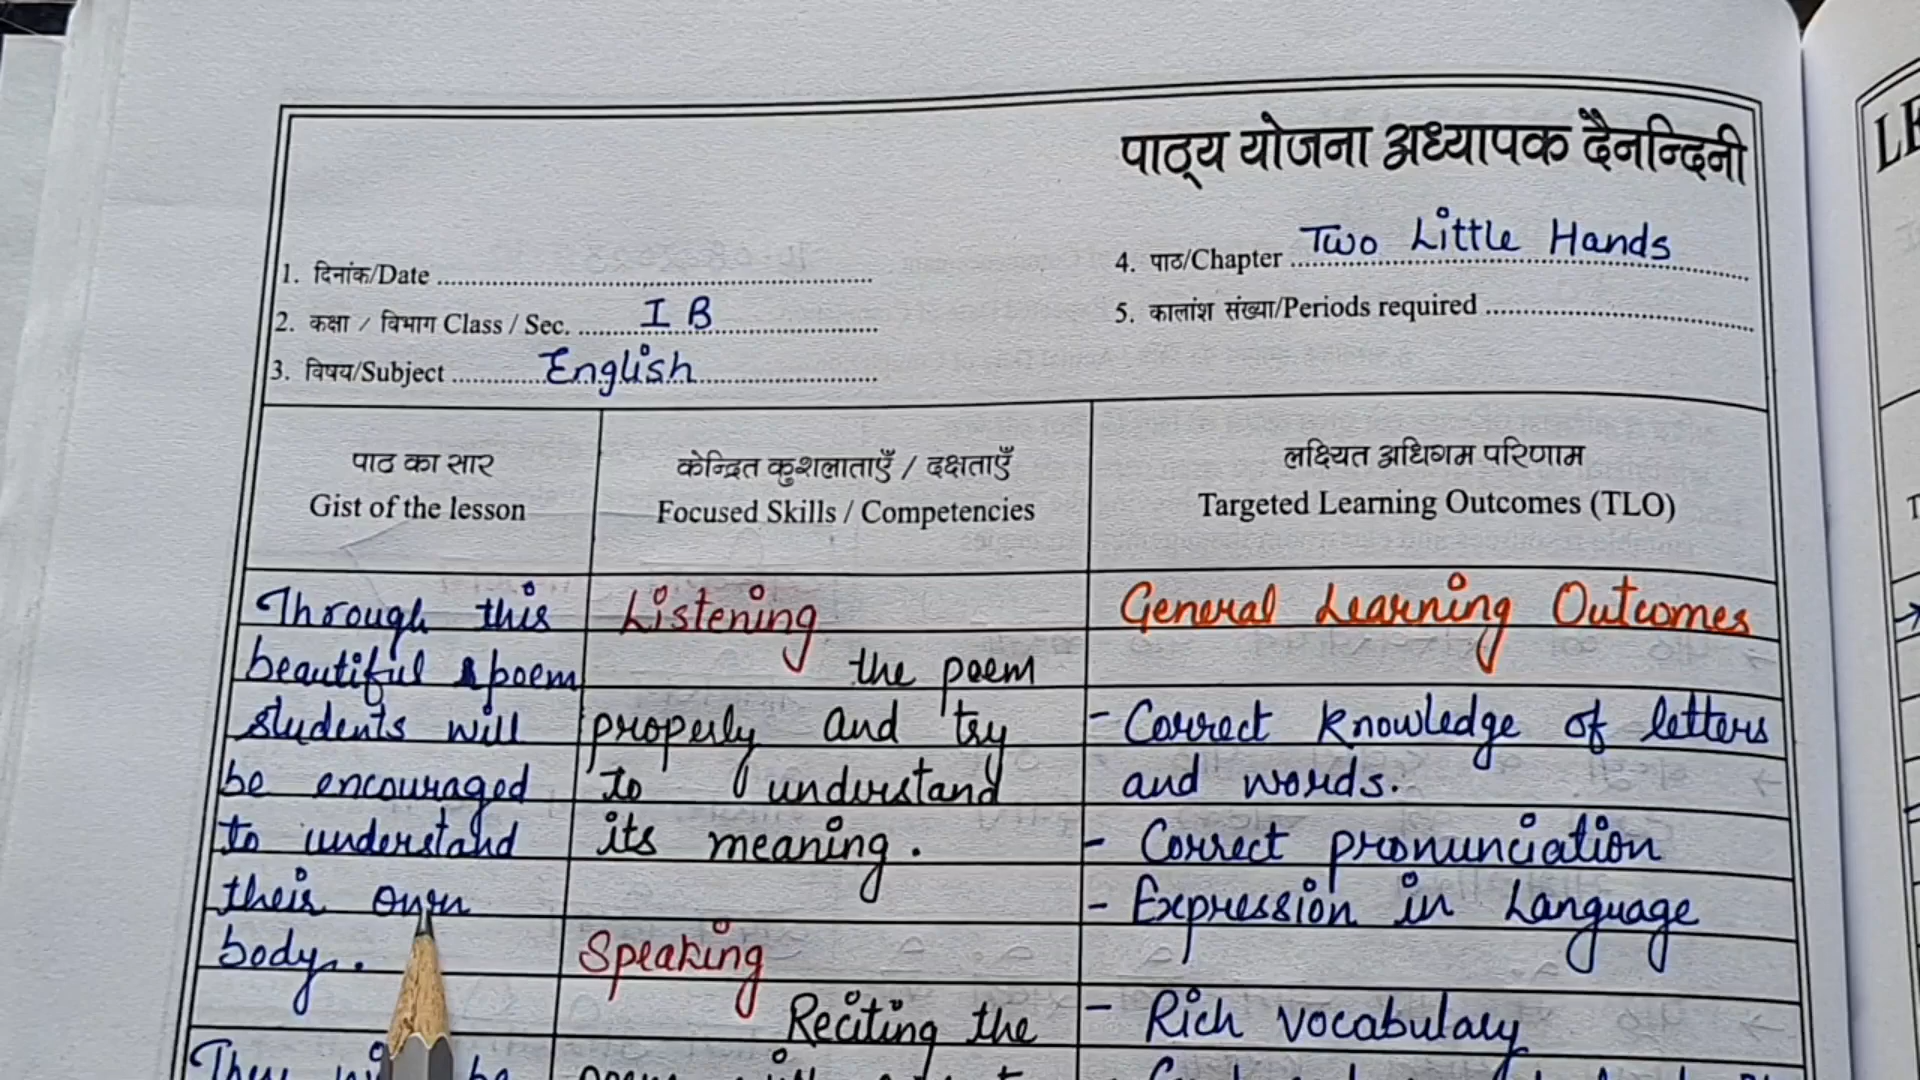 पाठ्य योजना अध्यापक दैनन्दिनी
1. दिनांक/Date
2. कक्षा / विभाग Class / Sec. I B
3. विषय/Subject English
4. पाठ/Chapter Two Little Hands
5. कालांश संख्या/Periods required
पाठ का सार
Gist of the lesson
Through this
beautiful poem
students will
be encouraged
to understand
their own
body.
केन्द्रित कुशलाताएँ / दक्षताएँ
Focused Skills / Competencies
Listening
the poem
properly and try
to understand
its meaning.
Speaking
Reciting the
लक्ष्यित अधिगम परिणाम
Targeted Learning Outcomes (TLO)
General Learning Outcomes
- Correct knowledge of letters
and words.
- Correct pronunciation
- Expression in Language
- Rich vocabulary
LE